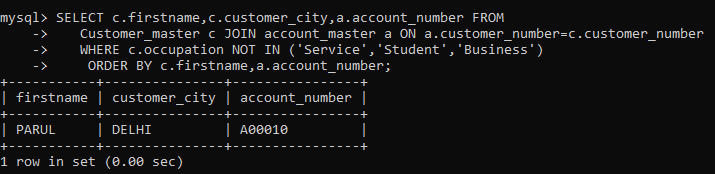 mysql> SELECT c.firstname,c.customer_city,a.account_number FROM
    ->     Customer_master c JOIN account_master a ON a.customer_number=c.customer_number
    ->     WHERE c.occupation NOT IN ('Service','Student','Business')
    ->      ORDER BY c.firstname,a.account_number;
+-----------+---------------+----------------+
| firstname | customer_city | account_number |
+-----------+---------------+----------------+
| PARUL     | DELHI         | A00010         |
+-----------+---------------+----------------+
1 row in set (0.00 sec)